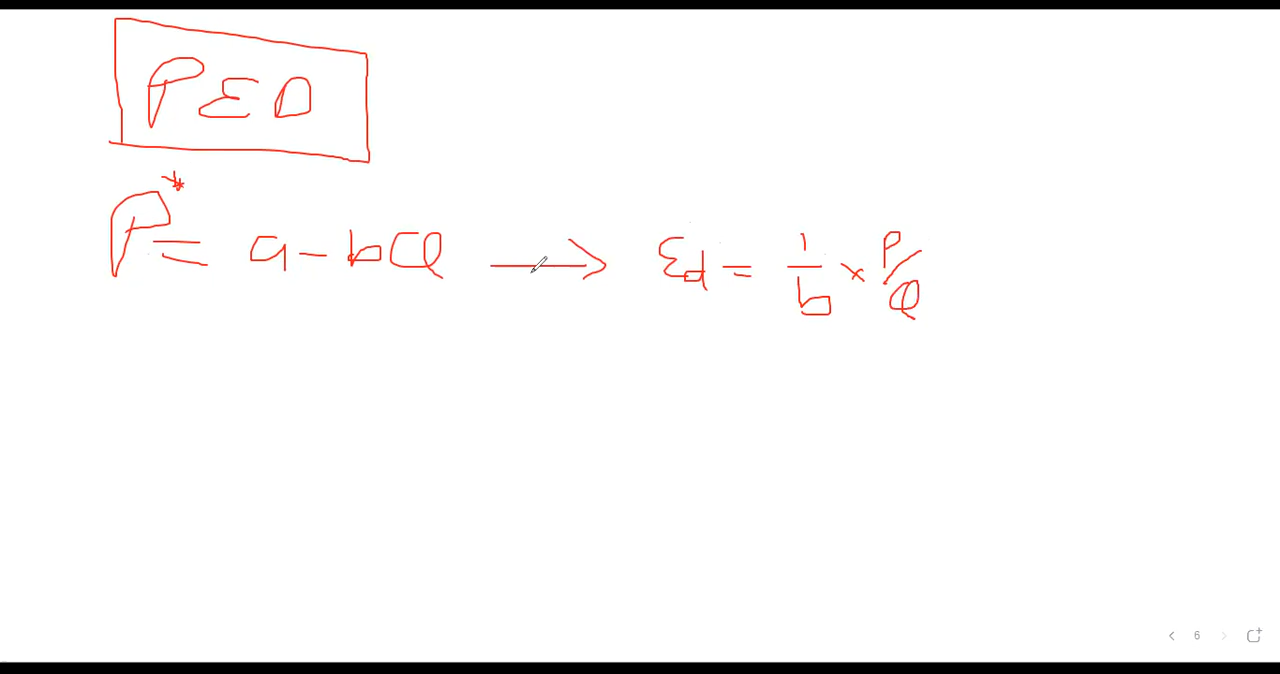 PED
P* = a - bQ → Ed = 1/b × P/Q
6